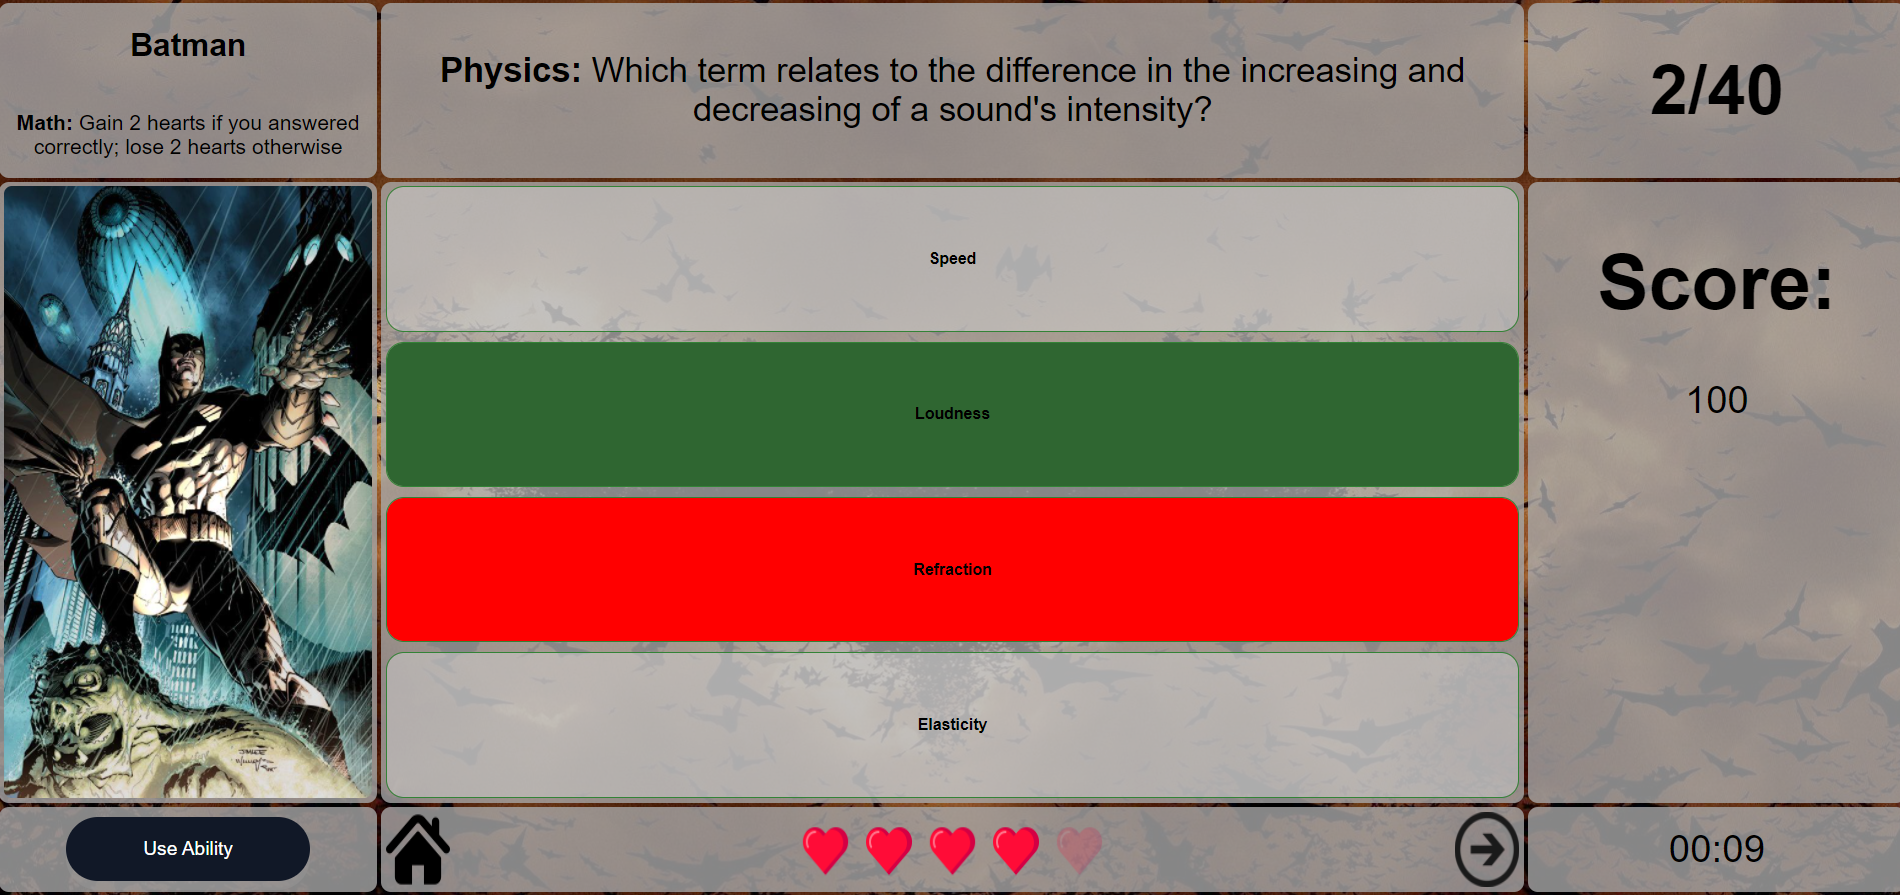 Batman
Math: Gain 2 hearts if you answered
correctly; lose 2 hearts otherwise
Physics: Which term relates to the difference in the increasing and
decreasing of a sound's intensity?
2/40
Speed
Loudness
Refraction
Elasticity
Score:
100
Use Ability
00:09